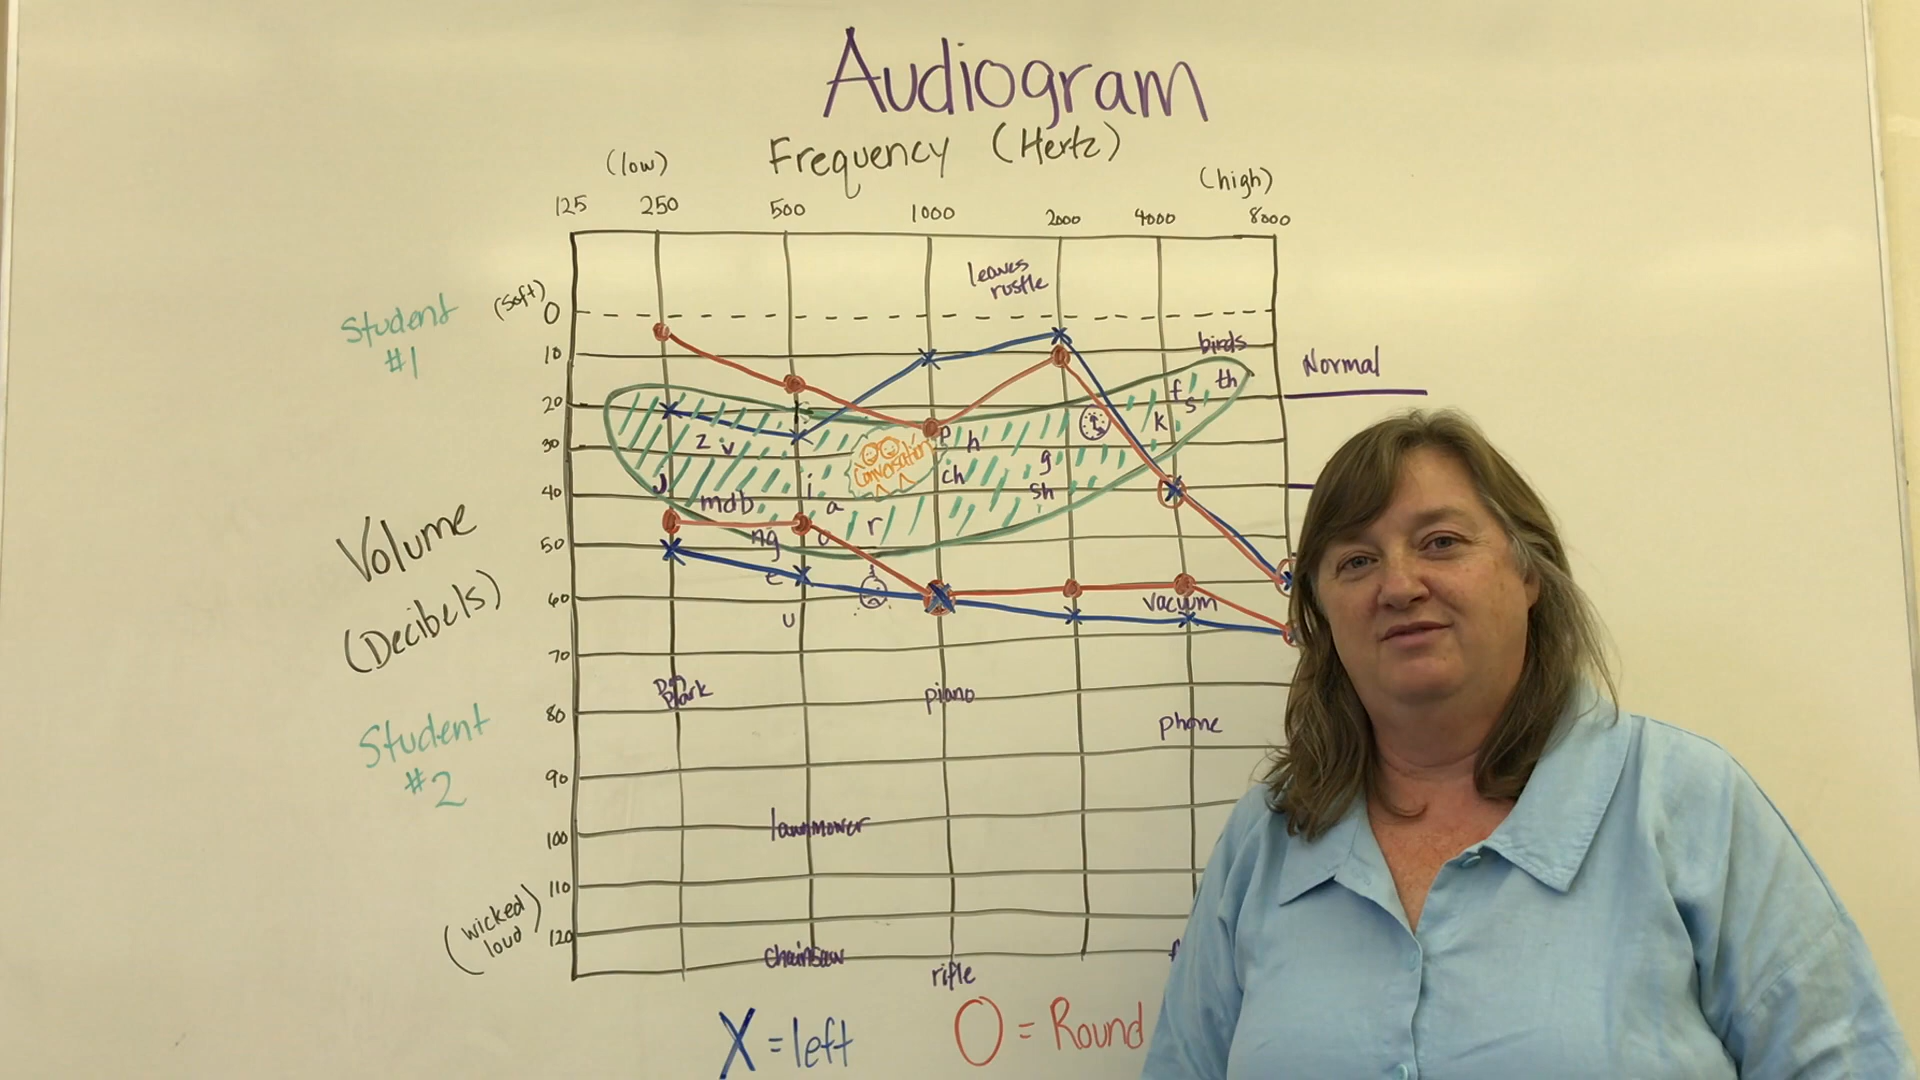 Audiogram
Frequency (Hertz)
(low)
(high)
125 250 500 1000 2000 4000 8000
leaves
rustle
(soft)
0
Student
#1
10
birds
Normal
th
f
s
20
k
p
h
z v
30
Conversation
g
ch
sh
j
40
i
mdb
a
r
ng
o
50
e
Volume
(Decibels)
60
vacuum
u
70
piano
80
phone
Student
#2
90
lawnmower
100
110
(wicked
loud)
120
chainsaw
rifle
f
X = left
O = Round